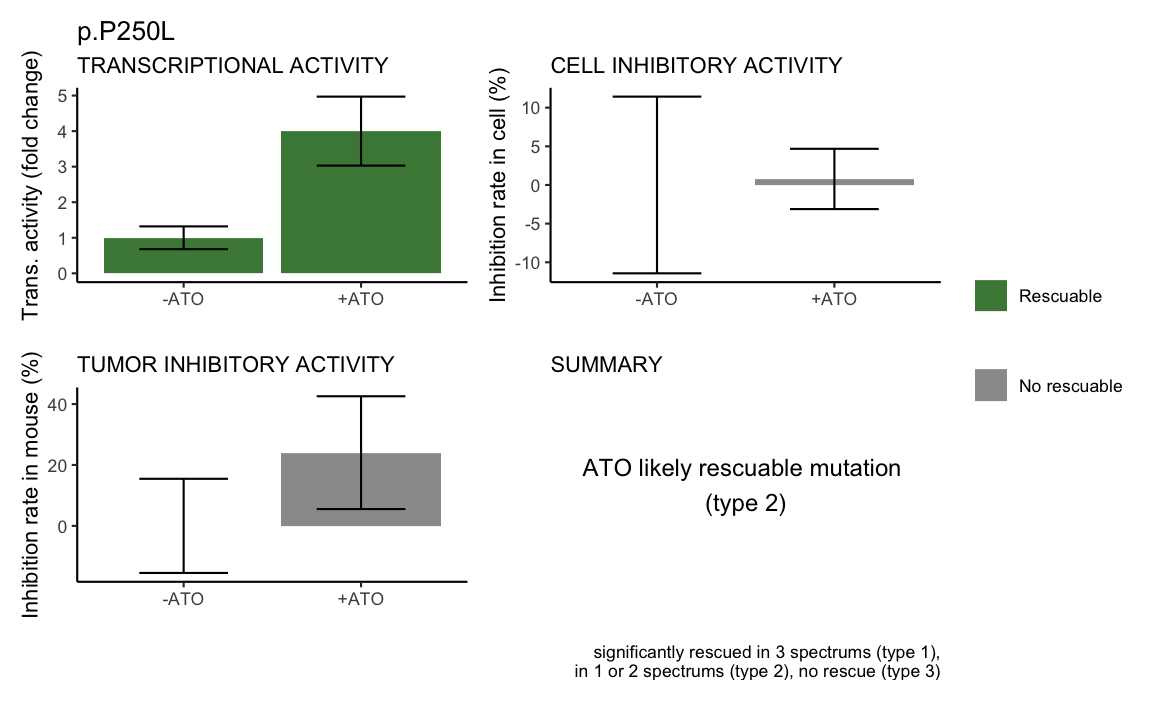 p.P250L
TRANSCRIPTIONAL ACTIVITY
Trans. activity (fold change)
5
4
3
2
1
0
-ATO
+ATO
CELL INHIBITORY ACTIVITY
Inhibition rate in cell (%)
10
5
0
-5
-10
-ATO
+ATO
Rescuable
No rescuable
TUMOR INHIBITORY ACTIVITY
Inhibition rate in mouse (%)
40
20
0
-ATO
+ATO
SUMMARY
ATO likely rescuable mutation
(type 2)
significantly rescued in 3 spectrums (type 1),
in 1 or 2 spectrums (type 2), no rescue (type 3)